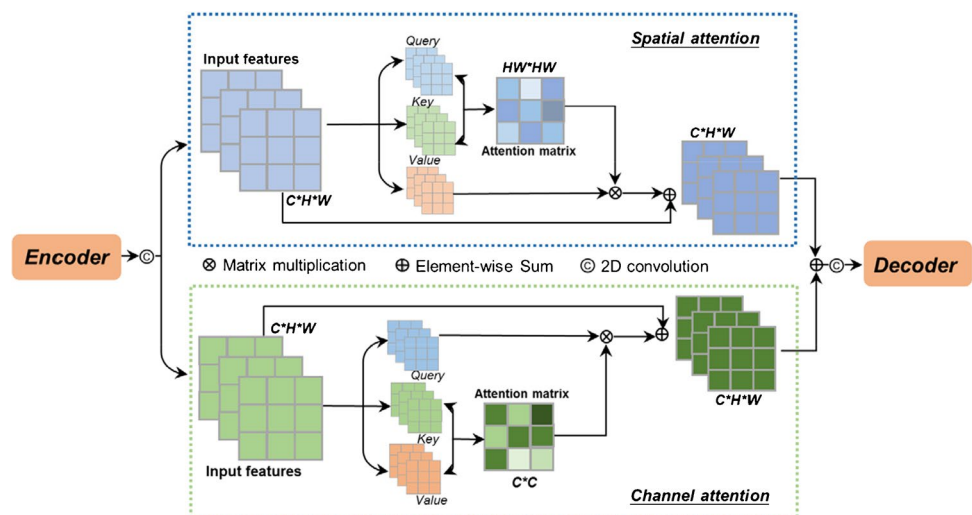 Spatial attention
Input features
Query
Key
Value
HW*HW
Attention matrix
C*H*W
C*H*W
Encoder
©
⊗ Matrix multiplication ⊕ Element-wise Sum © 2D convolution
©
Decoder
C*H*W
Input features
Query
Key
Value
Attention matrix
C*C
C*H*W
Channel attention